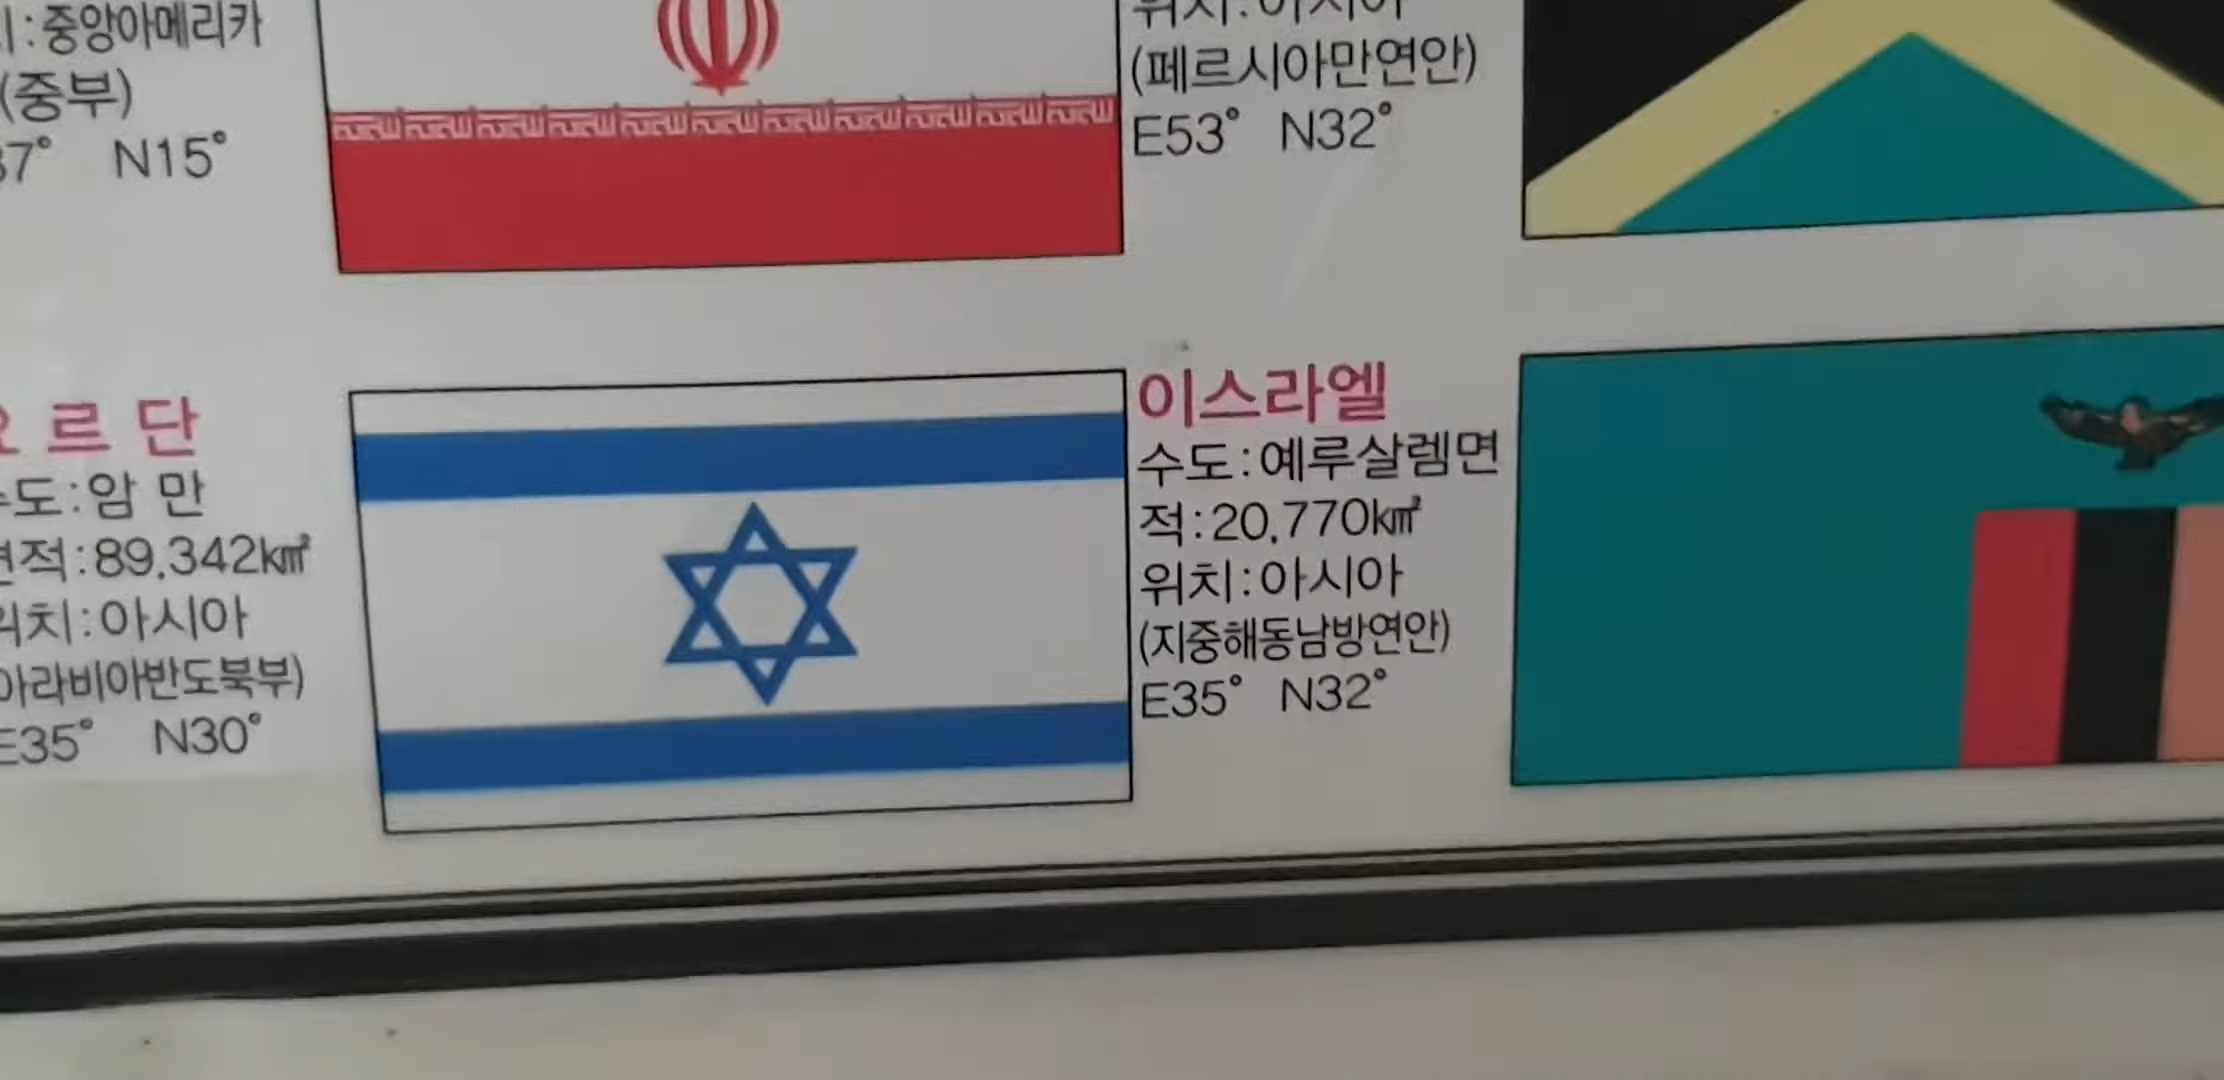 중앙아메리카
(중부)
N15°
(페르시아만연안)
E53° N32°
르 단
도:암 만
적:89,342㎢
위치:아시아
아라비아반도북부)
E35° N30°
이스라엘
수도:예루살렘면
적:20,770㎢
위치:아시아
(지중해동남방연안)
E35° N32°